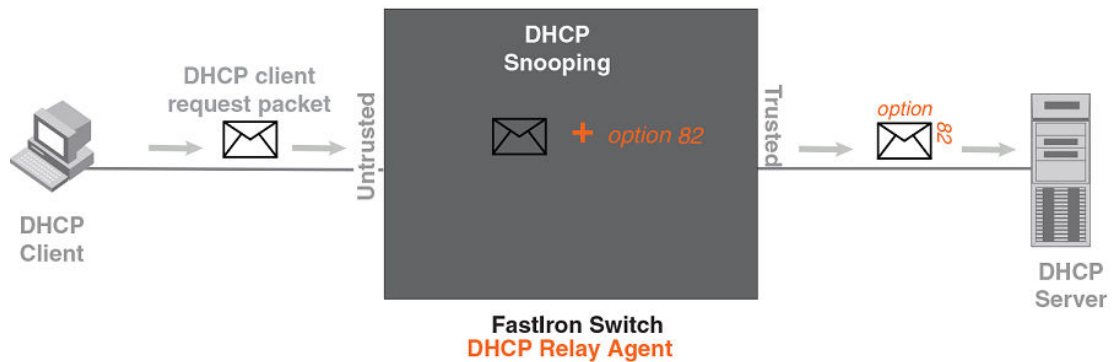 DHCP client
request packet
DHCP
Client
Untrusted
DHCP
Snooping
+ option 82
Trusted
option
82
DHCP
Server
FastIron Switch
DHCP Relay Agent